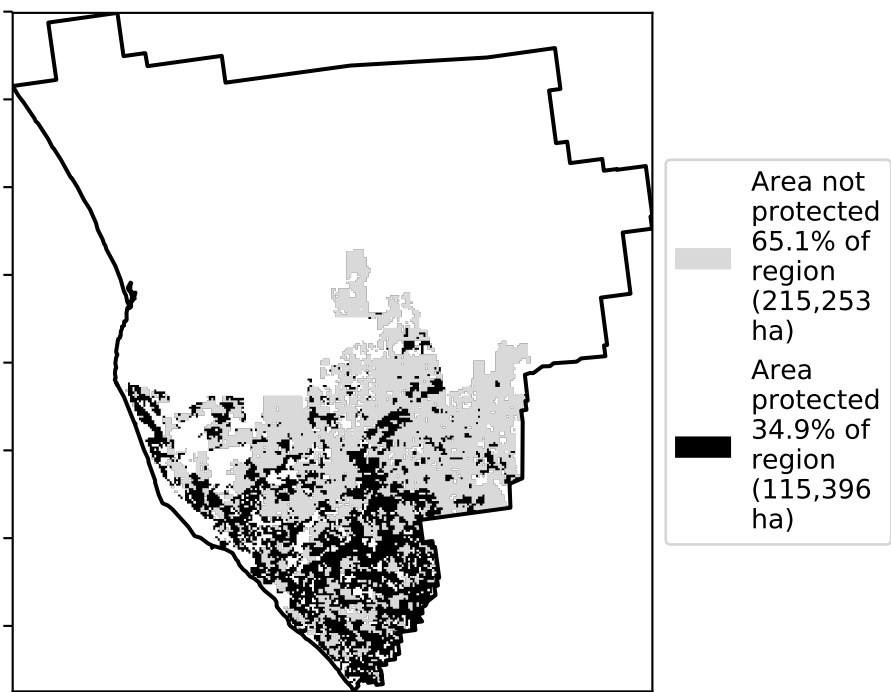 Area not
protected
65.1% of
region
(215,253
ha)
Area
protected
34.9% of
region
(115,396
ha)